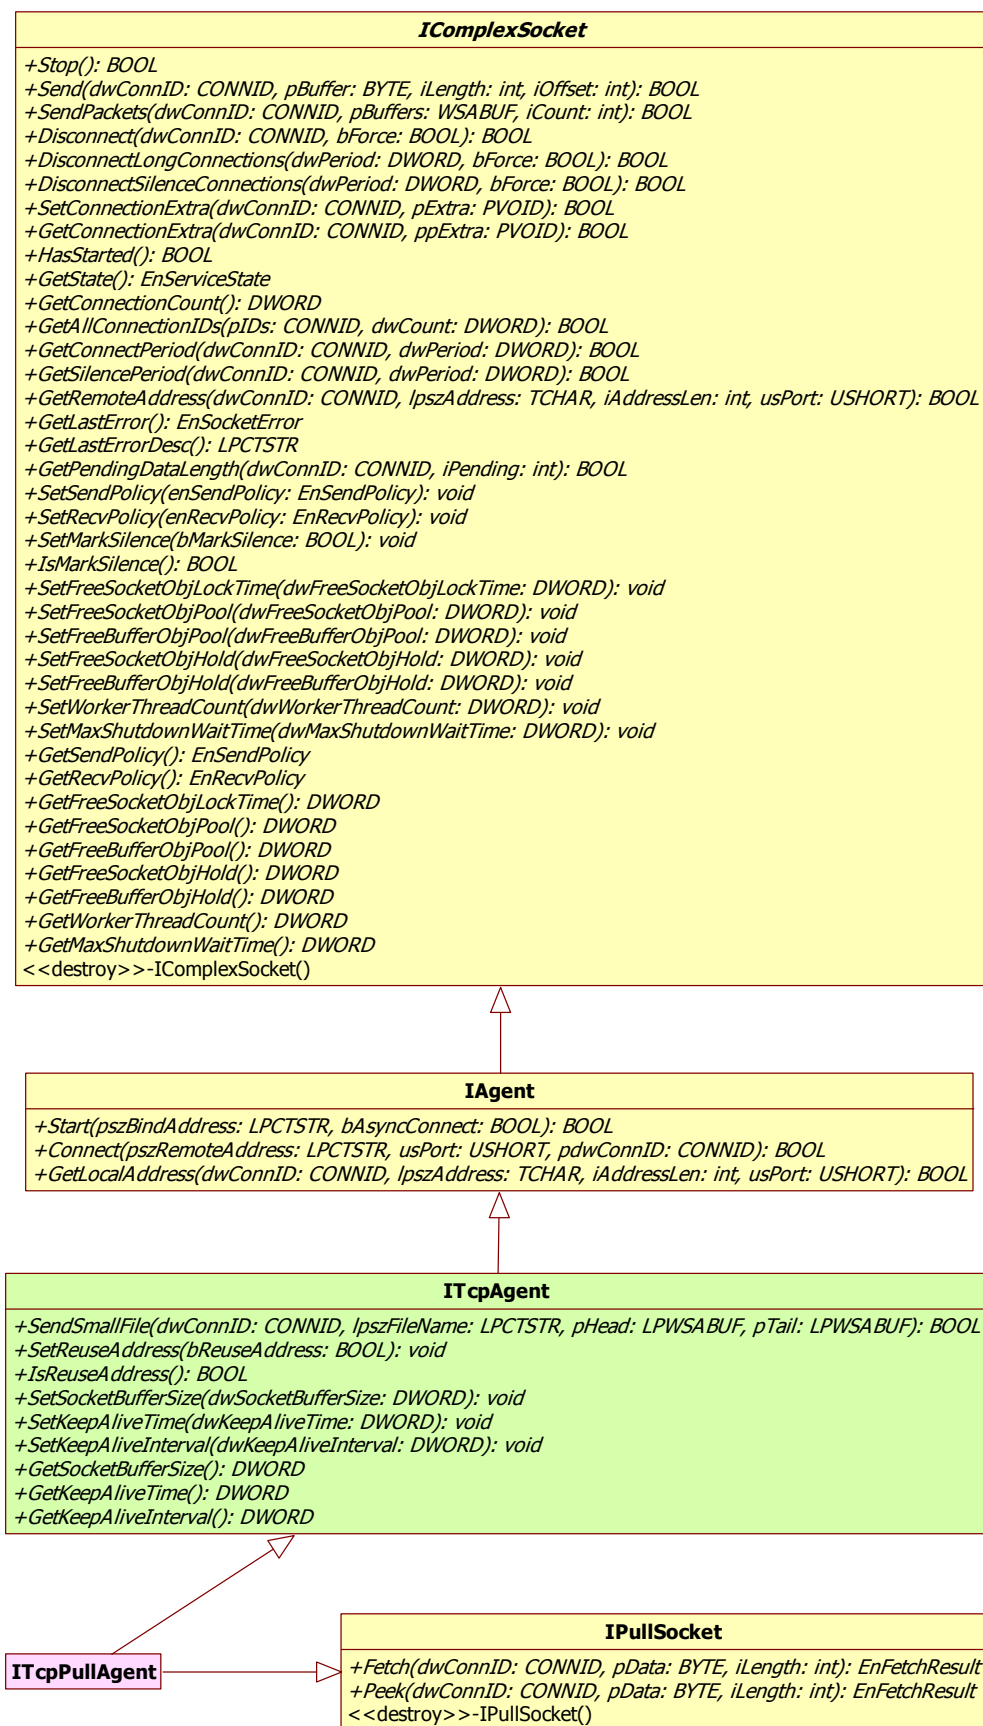 IComplexSocket
+Stop(): BOOL
+Send(dwConnID: CONNID, pBuffer: BYTE, iLength: int, iOffset: int): BOOL
+SendPackets(dwConnID: CONNID, pBuffers: WSABUF, iCount: int): BOOL
+Disconnect(dwConnID: CONNID, bForce: BOOL): BOOL
+DisconnectLongConnections(dwPeriod: DWORD, bForce: BOOL): BOOL
+DisconnectSilenceConnections(dwPeriod: DWORD, bForce: BOOL): BOOL
+SetConnectionExtra(dwConnID: CONNID, pExtra: PVOID): BOOL
+GetConnectionExtra(dwConnID: CONNID, ppExtra: PVOID): BOOL
+HasStarted(): BOOL
+GetState(): EnServiceState
+GetConnectionCount(): DWORD
+GetAllConnectionIDs(pIDs: CONNID, dwCount: DWORD): BOOL
+GetConnectPeriod(dwConnID: CONNID, dwPeriod: DWORD): BOOL
+GetSilencePeriod(dwConnID: CONNID, dwPeriod: DWORD): BOOL
+GetRemoteAddress(dwConnID: CONNID, lpszAddress: TCHAR, iAddressLen: int, usPort: USHORT): BOOL
+GetLastError(): EnSocketError
+GetLastErrorDesc(): LPCTSTR
+GetPendingDataLength(dwConnID: CONNID, iPending: int): BOOL
+SetSendPolicy(enSendPolicy: EnSendPolicy): void
+SetRecvPolicy(enRecvPolicy: EnRecvPolicy): void
+SetMarkSilence(bMarkSilence: BOOL): void
+IsMarkSilence(): BOOL
+SetFreeSocketObjLockTime(dwFreeSocketObjLockTime: DWORD): void
+SetFreeSocketObjPool(dwFreeSocketObjPool: DWORD): void
+SetFreeBufferObjPool(dwFreeBufferObjPool: DWORD): void
+SetFreeSocketObjHold(dwFreeSocketObjHold: DWORD): void
+SetFreeBufferObjHold(dwFreeBufferObjHold: DWORD): void
+SetWorkerThreadCount(dwWorkerThreadCount: DWORD): void
+SetMaxShutdownWaitTime(dwMaxShutdownWaitTime: DWORD): void
+GetSendPolicy(): EnSendPolicy
+GetRecvPolicy(): EnRecvPolicy
+GetFreeSocketObjLockTime(): DWORD
+GetFreeSocketObjPool(): DWORD
+GetFreeBufferObjPool(): DWORD
+GetFreeSocketObjHold(): DWORD
+GetFreeBufferObjHold(): DWORD
+GetWorkerThreadCount(): DWORD
+GetMaxShutdownWaitTime(): DWORD
<<destroy>>-IComplexSocket()
IAgent
+Start(pszBindAddress: LPCTSTR, bAsyncConnect: BOOL): BOOL
+Connect(pszRemoteAddress: LPCTSTR, usPort: USHORT, pdwConnID: CONNID): BOOL
+GetLocalAddress(dwConnID: CONNID, lpszAddress: TCHAR, iAddressLen: int, usPort: USHORT): BOOL
ITcpAgent
+SendSmallFile(dwConnID: CONNID, lpszFileName: LPCTSTR, pHead: LPWSABUF, pTail: LPWSABUF): BOOL
+SetReuseAddress(bReuseAddress: BOOL): void
+IsReuseAddress(): BOOL
+SetSocketBufferSize(dwSocketBufferSize: DWORD): void
+SetKeepAliveTime(dwKeepAliveTime: DWORD): void
+SetKeepAliveInterval(dwKeepAliveInterval: DWORD): void
+GetSocketBufferSize(): DWORD
+GetKeepAliveTime(): DWORD
+GetKeepAliveInterval(): DWORD
ITcpPullAgent
IPullSocket
+Fetch(dwConnID: CONNID, pData: BYTE, iLength: int): EnFetchResult
+Peek(dwConnID: CONNID, pData: BYTE, iLength: int): EnFetchResult
<<destroy>>-IPullSocket()